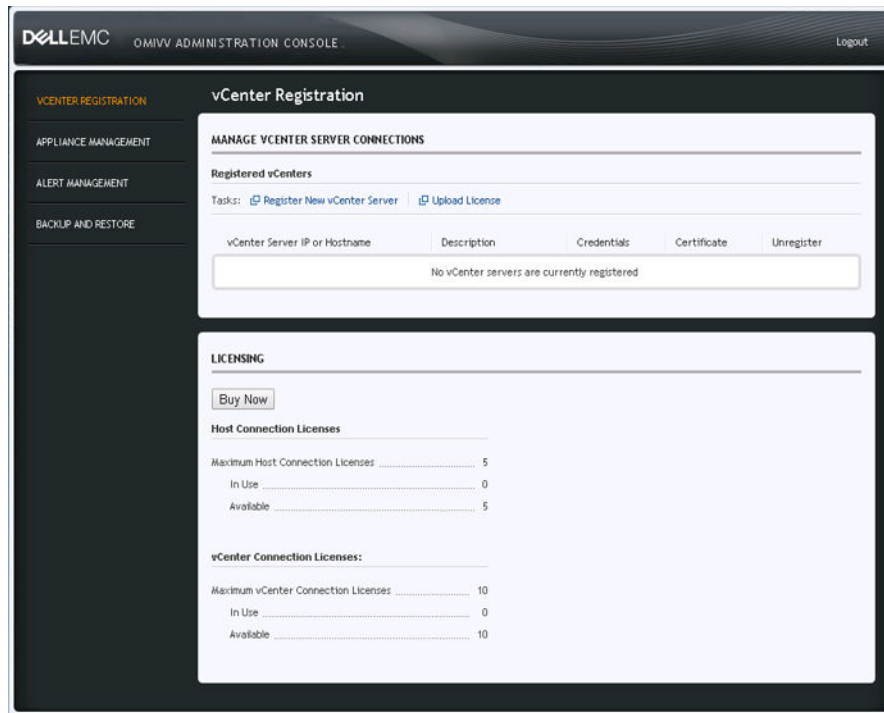 DELLEMC OMIVV ADMINISTRATION CONSOLE Logout
VCENTER REGISTRATION
APPLIANCE MANAGEMENT
ALERT MANAGEMENT
BACKUP AND RESTORE
vCenter Registration
MANAGE VCENTER SERVER CONNECTIONS
Registered vCenters
Tasks: Register New vCenter Server Upload License
vCenter Server IP or Hostname Description Credentials Certificate Unregister
No vCenter servers are currently registered
LICENSING
Buy Now
Host Connection Licenses
Maximum Host Connection Licenses 5
In Use 0
Available 5
vCenter Connection Licenses:
Maximum vCenter Connection Licenses 10
In Use 0
Available 10